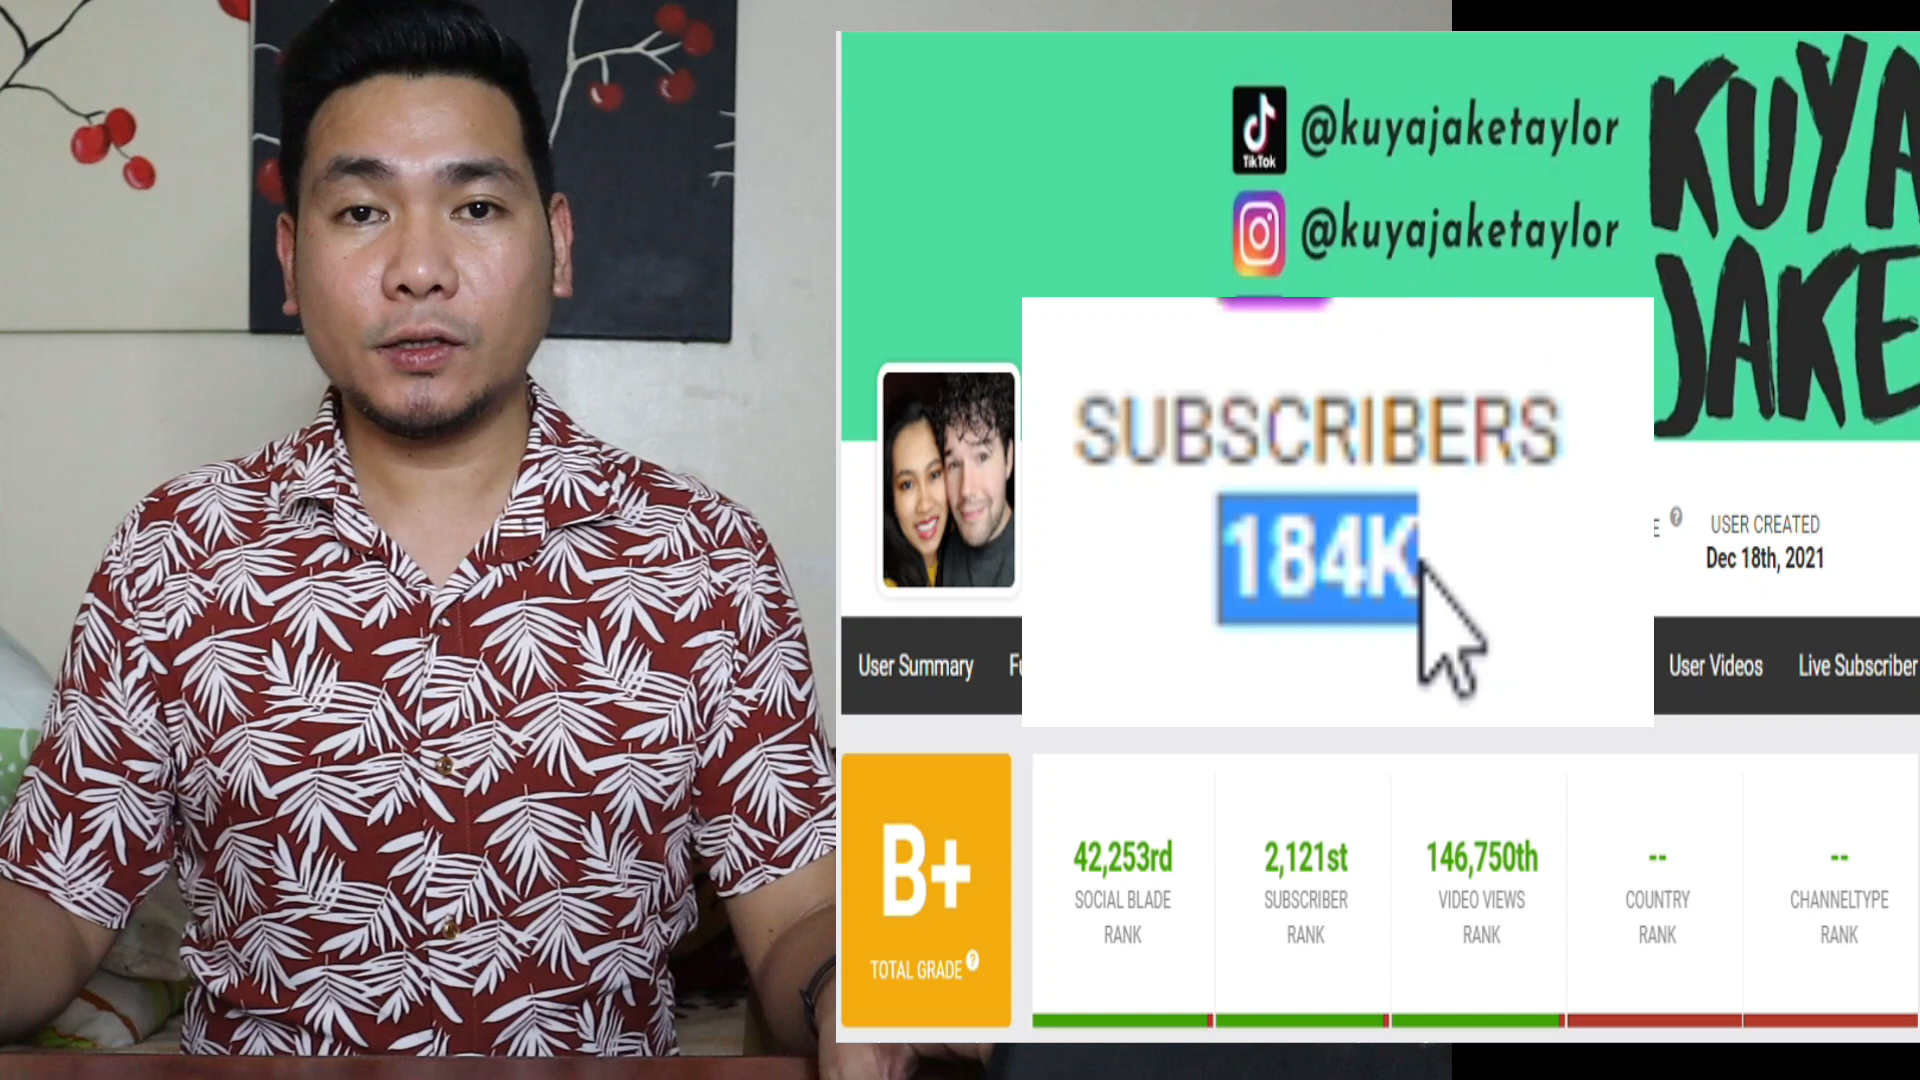 TikTok
@kuyajaketaylor
@kuyajaketaylor
KUYA
JAKE
SUBSCRIBERS
184K
E
USER CREATED
Dec 18th, 2021
User Summary
User Videos
Live Subscriber
B+
TOTAL GRADE
42,253rd
SOCIAL BLADE
RANK
2,121st
SUBSCRIBER
RANK
146,750th
VIDEO VIEWS
RANK
--
COUNTRY
RANK
--
CHANNELTYPE
RANK